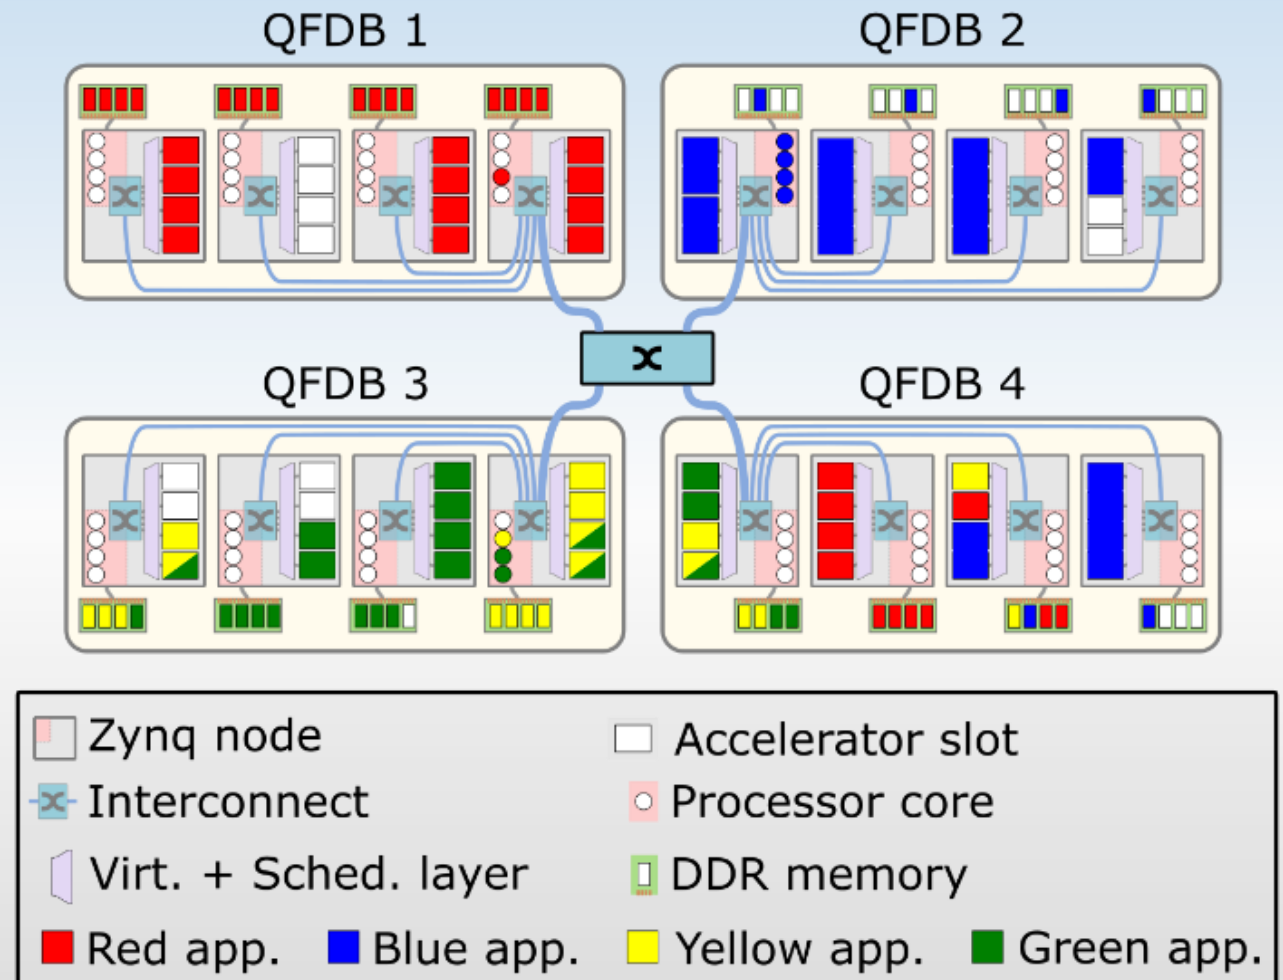 QFDB 1
QFDB 2
QFDB 3
QFDB 4
Zynq node
Accelerator slot
Interconnect
Processor core
Virt. + Sched. layer
DDR memory
Red app.
Blue app.
Yellow app.
Green app.